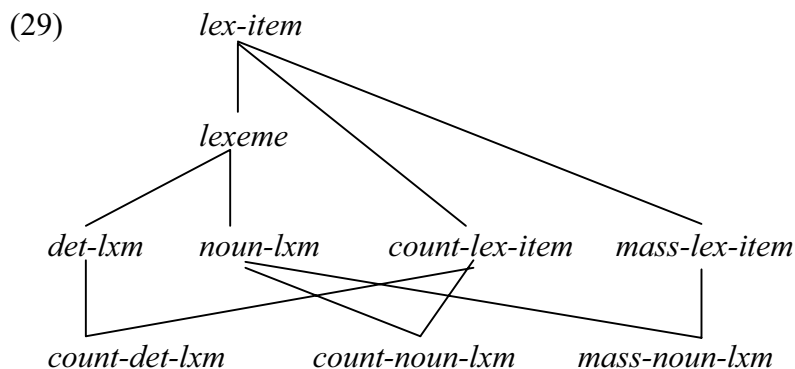 (29) lex-item
lexeme
det-lxm noun-lxm count-lex-item mass-lex-item
count-det-lxm count-noun-lxm mass-noun-lxm